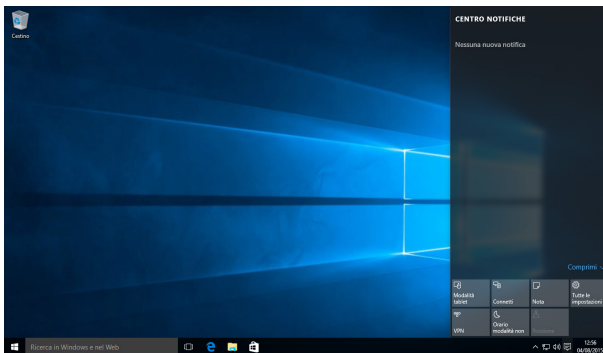 Cestino
CENTRO NOTIFICHE
Nessuna nuova notifica
Comprimi
Modalità tablet
Connetti
Nota
Tutte le impostazioni
VPN
Orario modalità non
Posizione
Ricerca in Windows e nel Web
12:56
04/08/2015